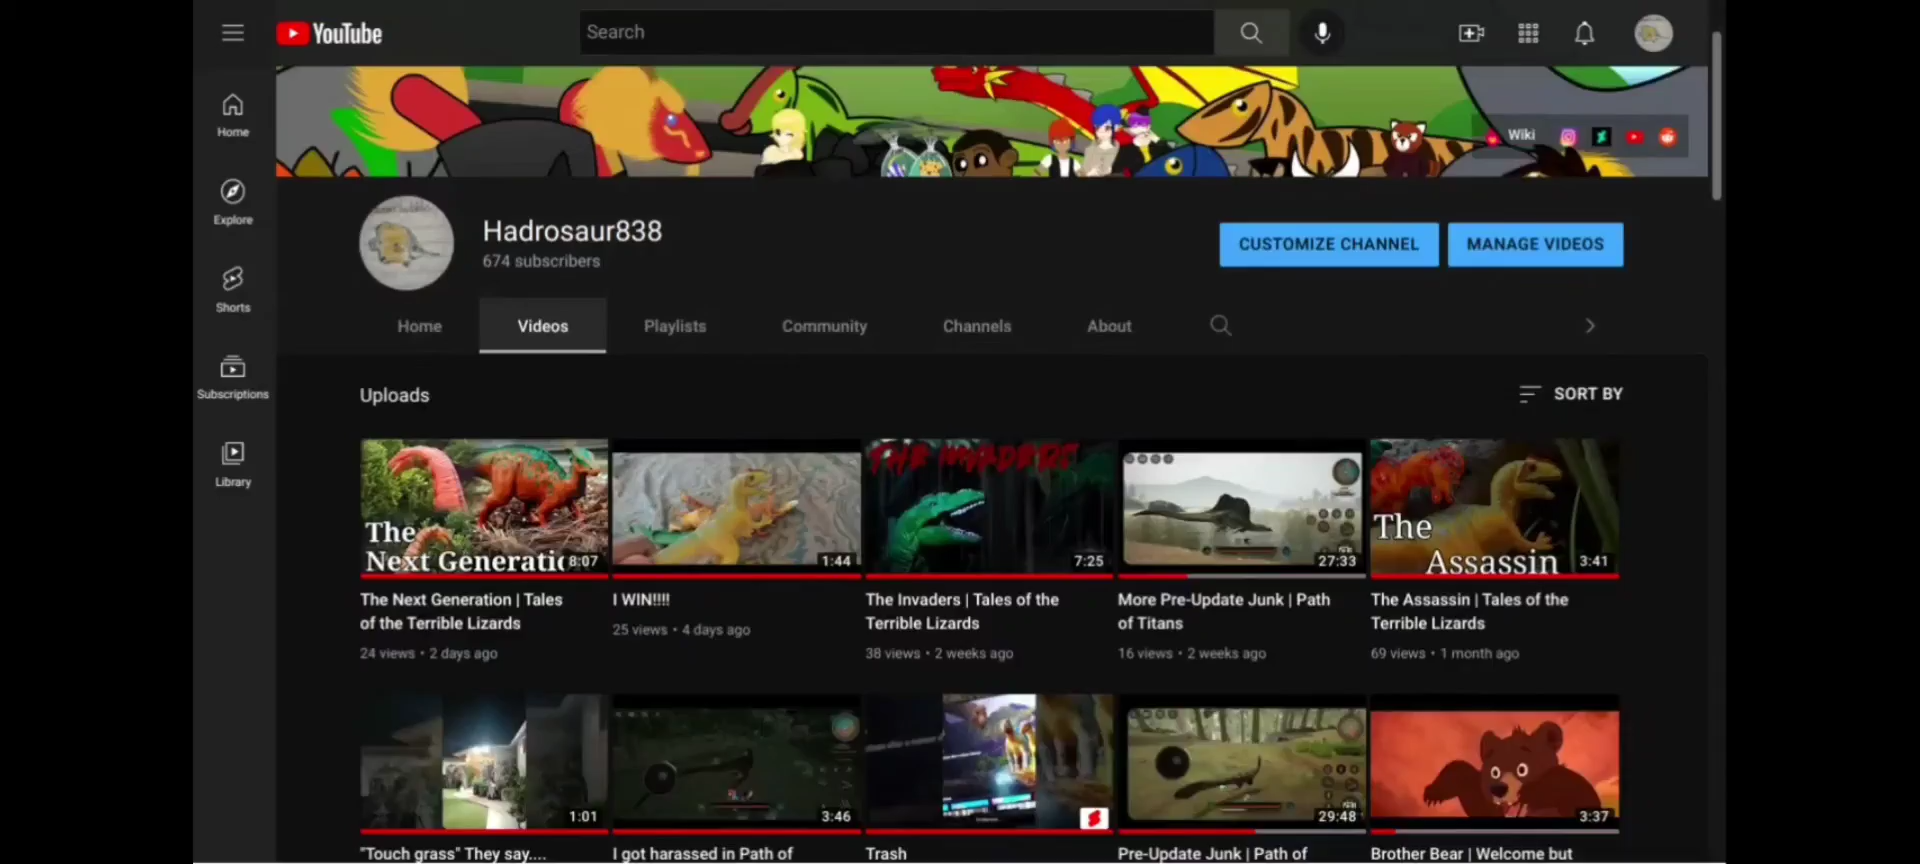 YouTube
Search
Home
Explore
Shorts
Subscriptions
Library
Wiki
Hadrosaur838
674 subscribers
CUSTOMIZE CHANNEL
MANAGE VIDEOS
Home
Videos
Playlists
Community
Channels
About
Uploads
SORT BY
The
Next Generatic
8:07
1:44
THE INVADERS
7:25
27:33
The
Assassin
3:41
The Next Generation | Tales
of the Terrible Lizards
24 views • 2 days ago
I WIN!!!!
25 views • 4 days ago
The Invaders | Tales of the
Terrible Lizards
38 views • 2 weeks ago
More Pre-Update Junk | Path
of Titans
16 views • 2 weeks ago
The Assassin | Tales of the
Terrible Lizards
69 views • 1 month ago
1:01
3:46
29:48
3:37
"Touch grass" They say....
I got harassed in Path of
Trash
Pre-Update Junk | Path of
Brother Bear | Welcome but